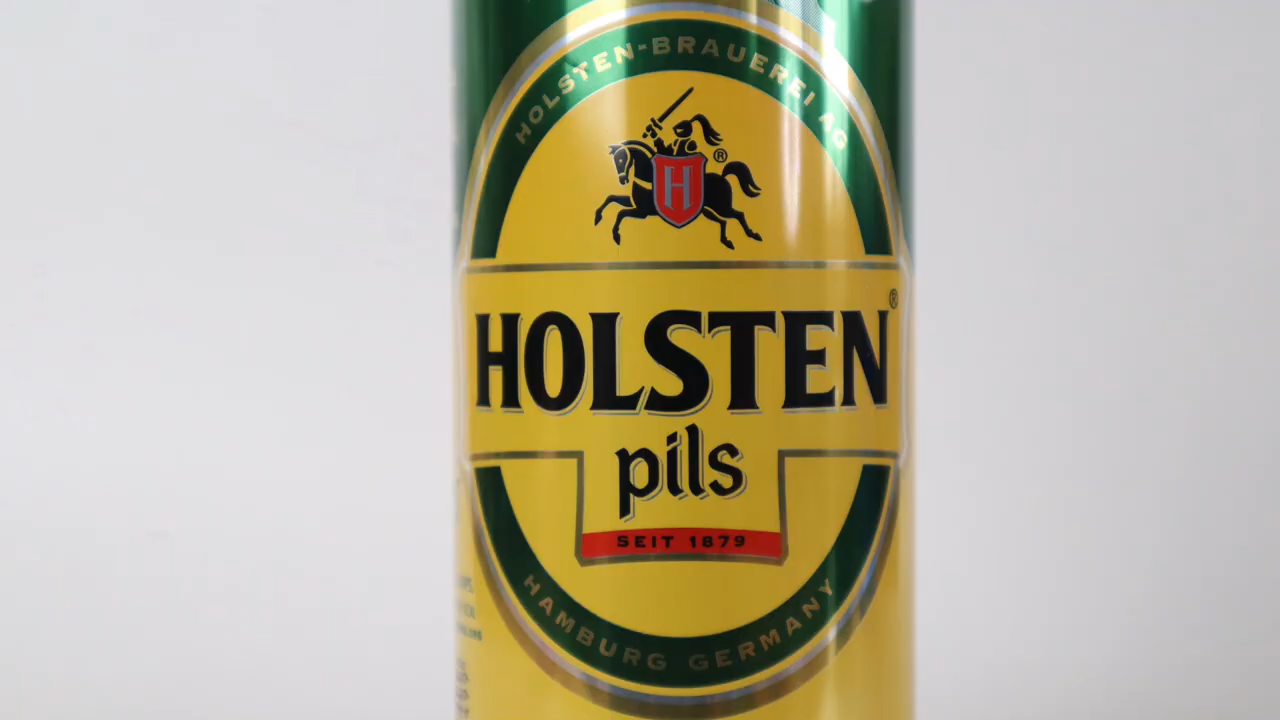 HOLSTEN-BRAUEREI AG
®
H
HOLSTEN®
pils
SEIT 1879
HAMBURG GERMANY